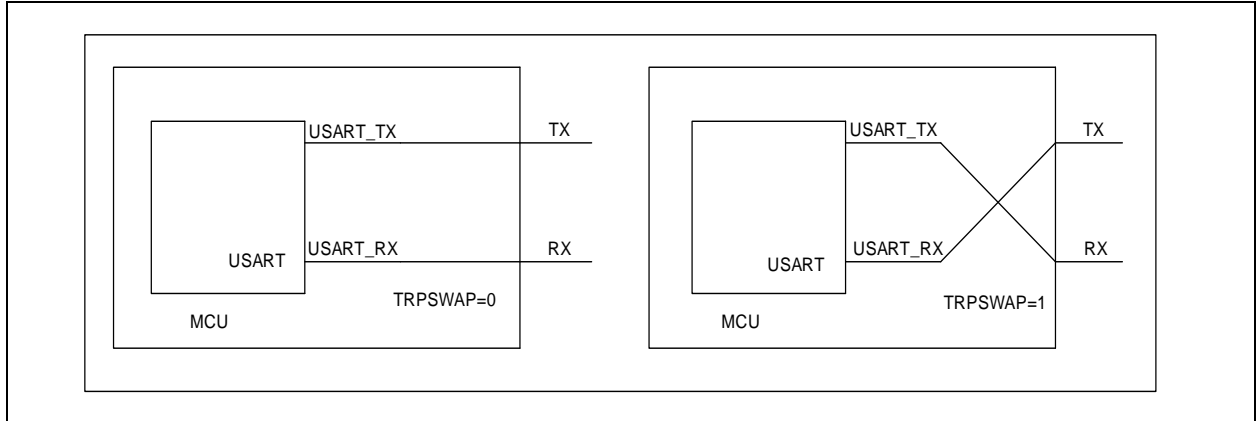 USART_TX
TX
USART_RX
RX
USART
TRPSWAP=0
MCU
USART_TX
TX
USART_RX
RX
USART
TRPSWAP=1
MCU